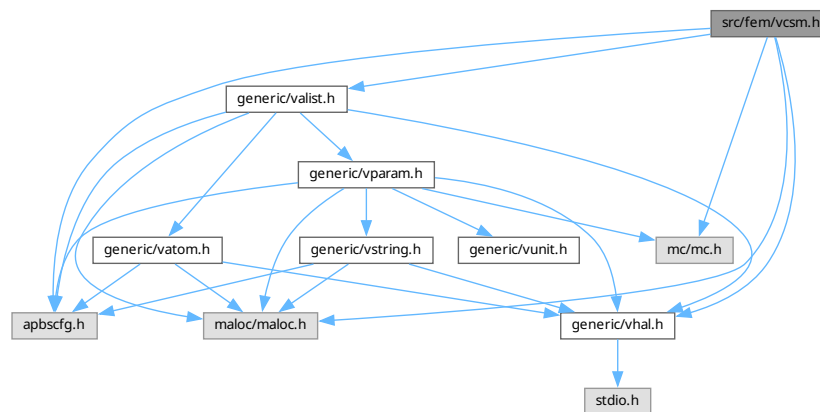 src/fem/vcsm.h
generic/valist.h
generic/vparam.h
generic/vatom.h
generic/vstring.h
generic/vunit.h
mc/mc.h
apbscfg.h
maloc/maloc.h
generic/vhal.h
stdio.h